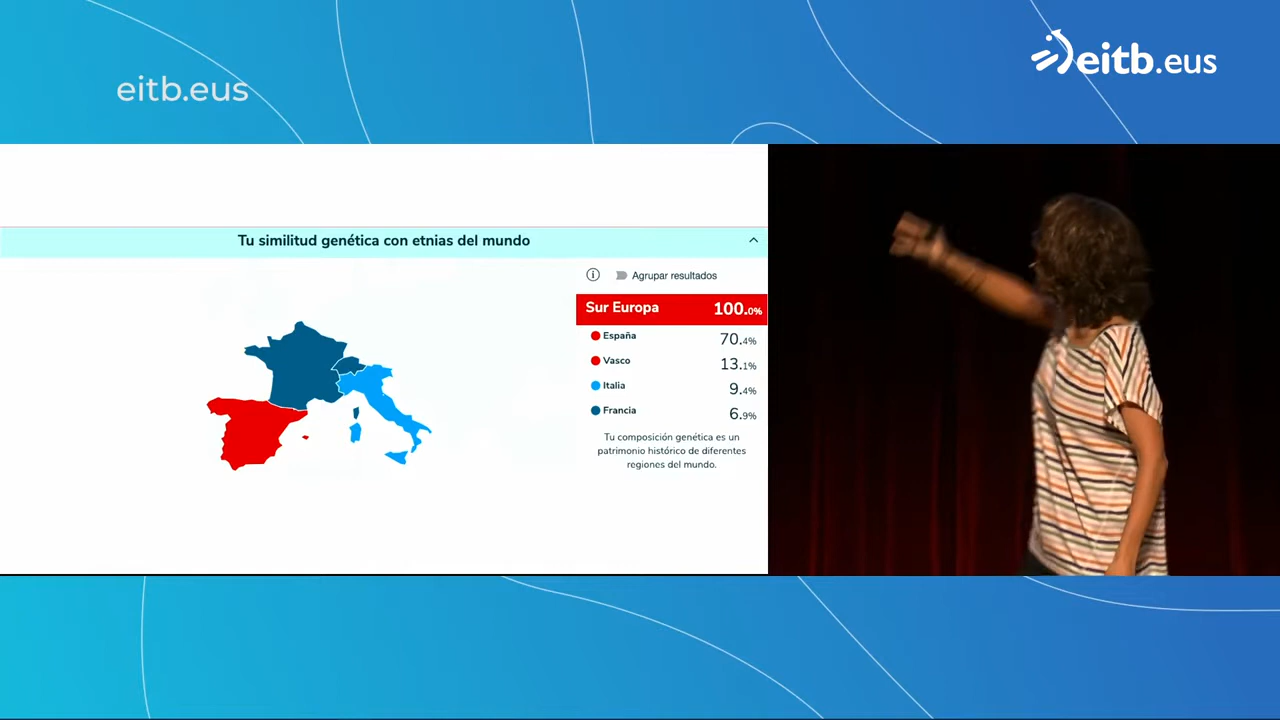 eitb.eus
eitb.eus
Tu similitud genética con etnias del mundo
Agrupar resultados
Sur Europa 100.0%
España 70.4%
Vasco 13.1%
Italia 9.4%
Francia 6.9%
Tu composición genética es un
patrimonio histórico de diferentes
regiones del mundo.